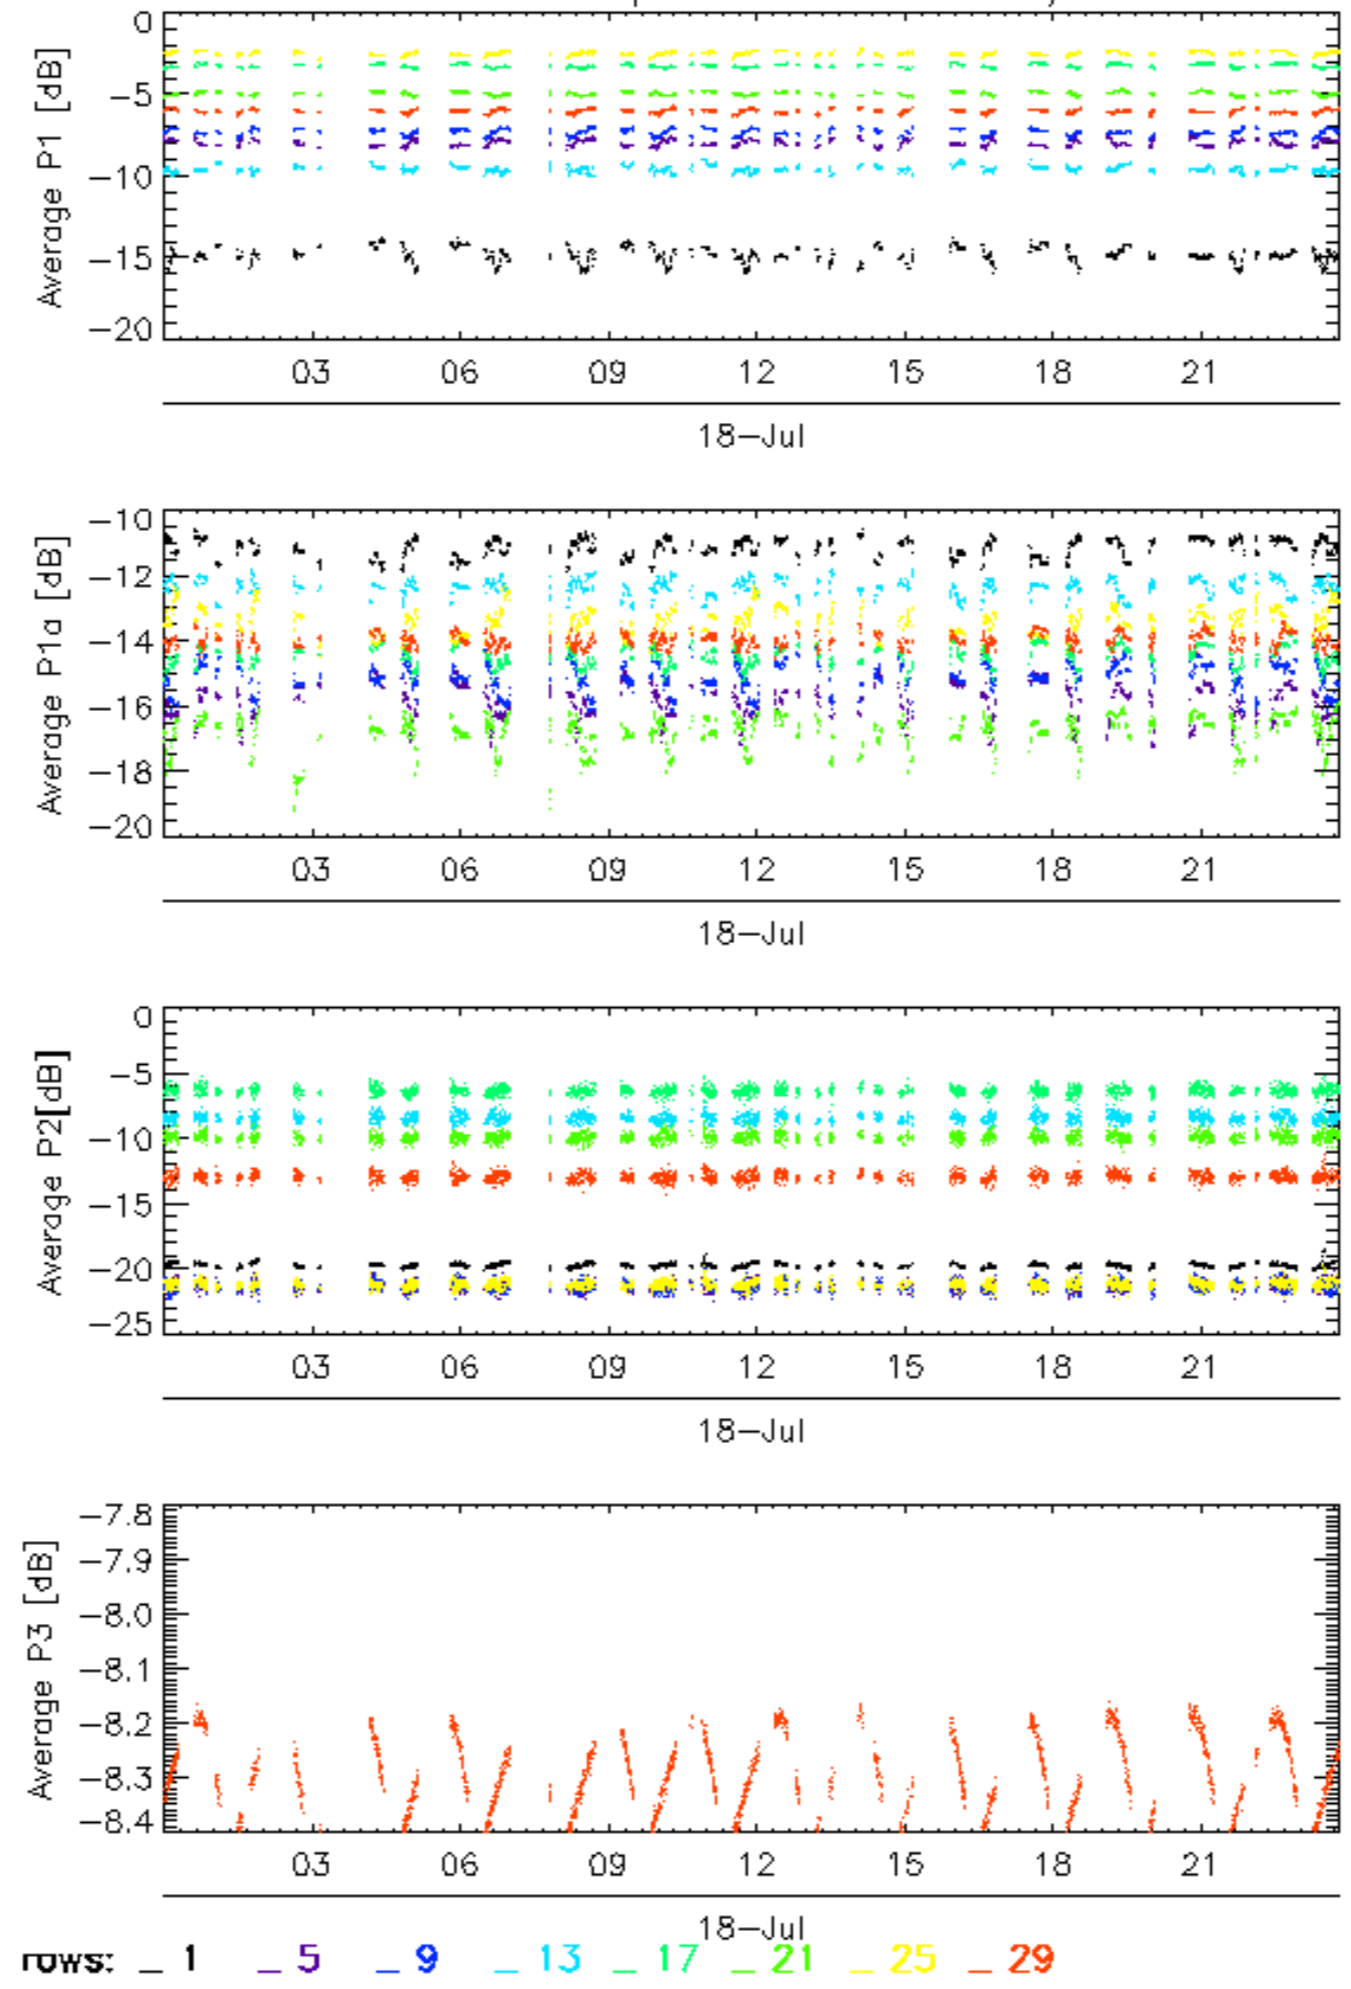 0
Average P1 [dB]
−5
−10
−15
−20
03 06 09 12 15 18 21
18−Jul
−10
Average P1a [dB]
−12
−14
−16
−18
−20
03 06 09 12 15 18 21
18−Jul
0
Average P2[dB]
−5
−10
−15
−20
−25
03 06 09 12 15 18 21
18−Jul
−7.8
Average P3 [dB]
−7.9
−8.0
−8.1
−8.2
−8.3
−8.4
03 06 09 12 15 18 21
18−Jul
rows: _ 1 _ 5 _ 9 _ 13 _ 17 _ 21 _ 25 _ 29